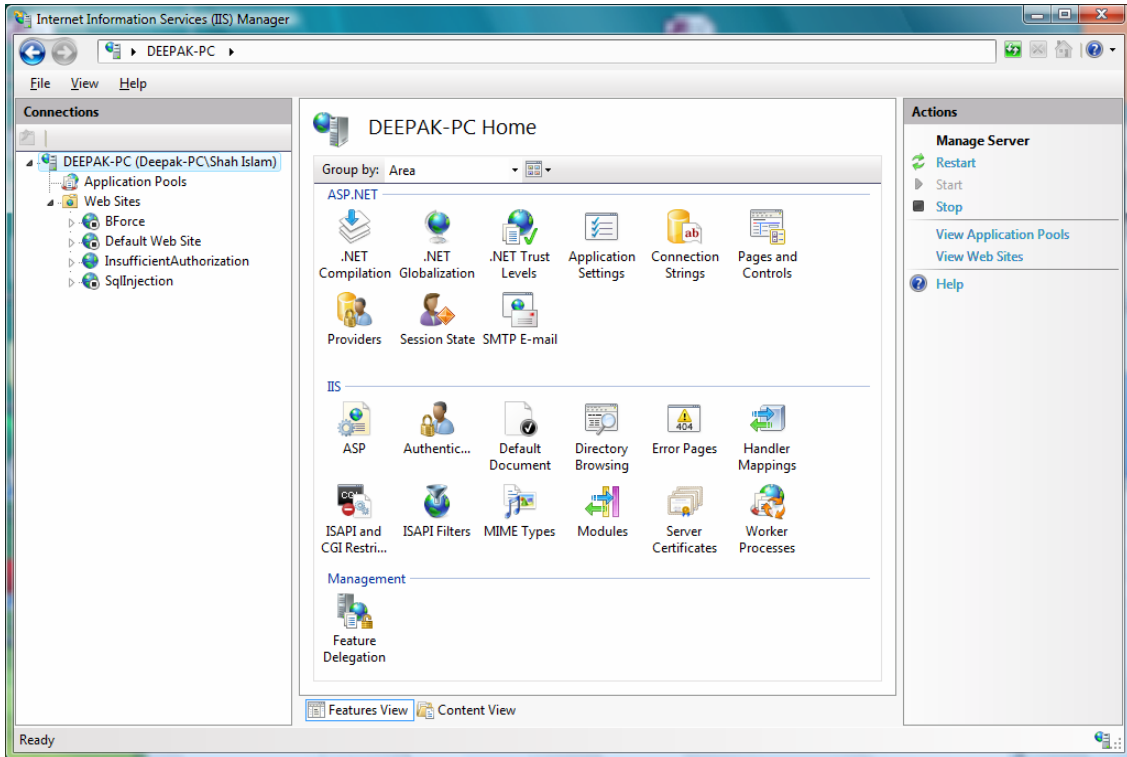 Internet Information Services (IIS) Manager
DEEPAK-PC
File View Help
Connections
DEEPAK-PC (Deepak-PC\Shah Islam)
Application Pools
Web Sites
BForce
Default Web Site
InsufficientAuthorization
SqlInjection
DEEPAK-PC Home
Group by: Area
ASP.NET
.NET Compilation
.NET Globalization
.NET Trust Levels
Application Settings
Connection Strings
Pages and Controls
Providers
Session State
SMTP E-mail
IIS
ASP
Authentic...
Default Document
Directory Browsing
Error Pages
Handler Mappings
ISAPI and CGI Restri...
ISAPI Filters
MIME Types
Modules
Server Certificates
Worker Processes
Management
Feature Delegation
Features View
Content View
Actions
Manage Server
Restart
Start
Stop
View Application Pools
View Web Sites
Help
Ready